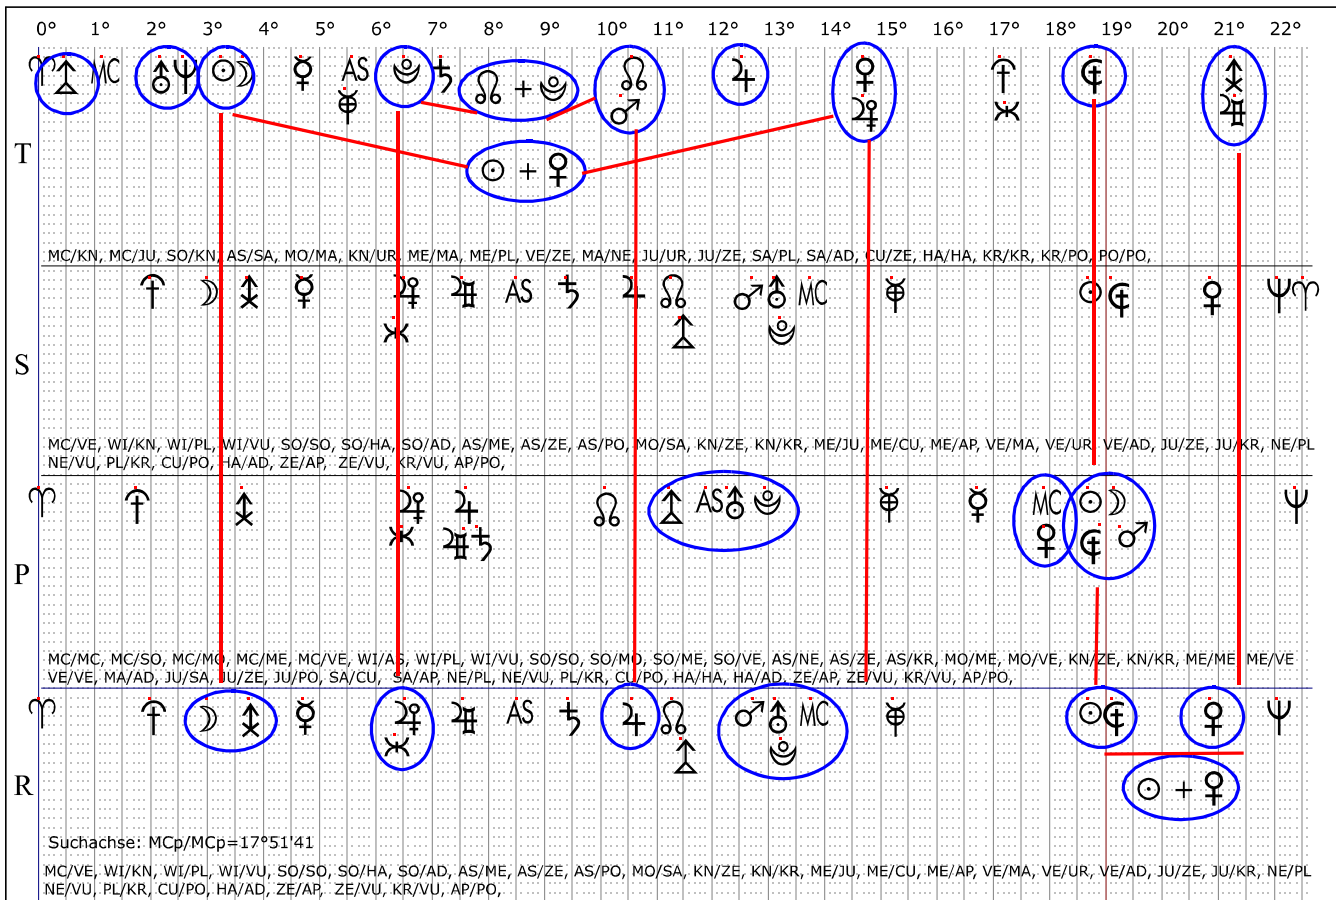 0° 1° 2° 3° 4° 5° 6° 7° 8° 9° 10° 11° 12° 13° 14° 15° 16° 17° 18° 19° 20° 21° 22°
♈ MC ♆ ☉ ☽ ☿ AS ♄ ☊ + ☊ ♃ ♀
♂
T
☉ + ♀
MC/KN, MC/JU, SO/KN, AS/SA, MO/MA, KN/UR, ME/MA, ME/PL, VE/ZE, MA/NE, JU/UR, JU/ZE, SA/PL, SA/AD, CU/ZE, HA/HA, KR/KR, KR/PO, PO/PO,
☽ ☿ AS ♄ ♃ ☊ ♂ MC ☉ ♀ ♆ ♈
S
MC/VE, WI/KN, WI/PL, WI/VU, SO/SO, SO/HA, SO/AD, AS/ME, AS/ZE, AS/PO, MO/SA, KN/ZE, KN/KR, ME/JU, ME/CU, ME/AP, VE/MA, VE/UR, VE/AD, JU/ZE, JU/KR, NE/PL
NE/VU, PL/KR, CU/PO, HA/AD, ZE/AP, ZE/VU, KR/VU, AP/PO,
♈ ♃ ☊ AS ☿ MC ☉ ☽ ♆
♄ ♀ ♂
P
MC/MC, MC/SO, MC/MO, MC/ME, MC/VE, WI/AS, WI/PL, WI/VU, SO/SO, SO/MO, SO/ME, SO/VE, AS/NE, AS/ZE, AS/KR, MO/ME, MO/VE, KN/ZE, KN/KR, ME/ME, ME/VE
VE/VE, MA/AD, JU/SA, JU/ZE, JU/PO, SA/CU, SA/AP, NE/PL, NE/VU, PL/KR, CU/PO, HA/HA, HA/AD, ZE/AP, ZE/VU, KR/VU, AP/PO,
♈ ☽ ☿ AS ♄ ♃ ☊ ♂ MC ☉ ♀ ♆
R
☉ + ♀
Suchachse: MCp/MCp=17°51'41
MC/VE, WI/KN, WI/PL, WI/VU, SO/SO, SO/HA, SO/AD, AS/ME, AS/ZE, AS/PO, MO/SA, KN/ZE, KN/KR, ME/JU, ME/CU, ME/AP, VE/MA, VE/UR, VE/AD, JU/ZE, JU/KR, NE/PL
NE/VU, PL/KR, CU/PO, HA/AD, ZE/AP, ZE/VU, KR/VU, AP/PO,